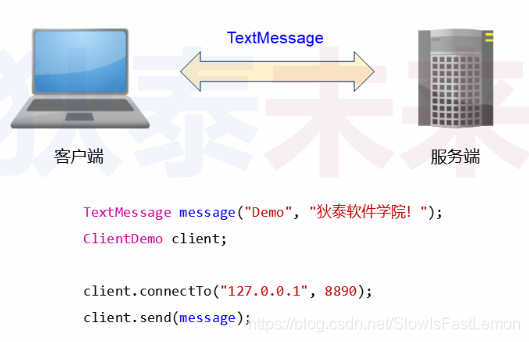 TextMessage
狄泰未来
客户端
服务端
TextMessage message("Demo", "狄泰软件学院！");
ClientDemo client;
client.connectTo("127.0.0.1", 8890);
client.send(message);
https://blog.csdn.net/SlowIsFastLemon